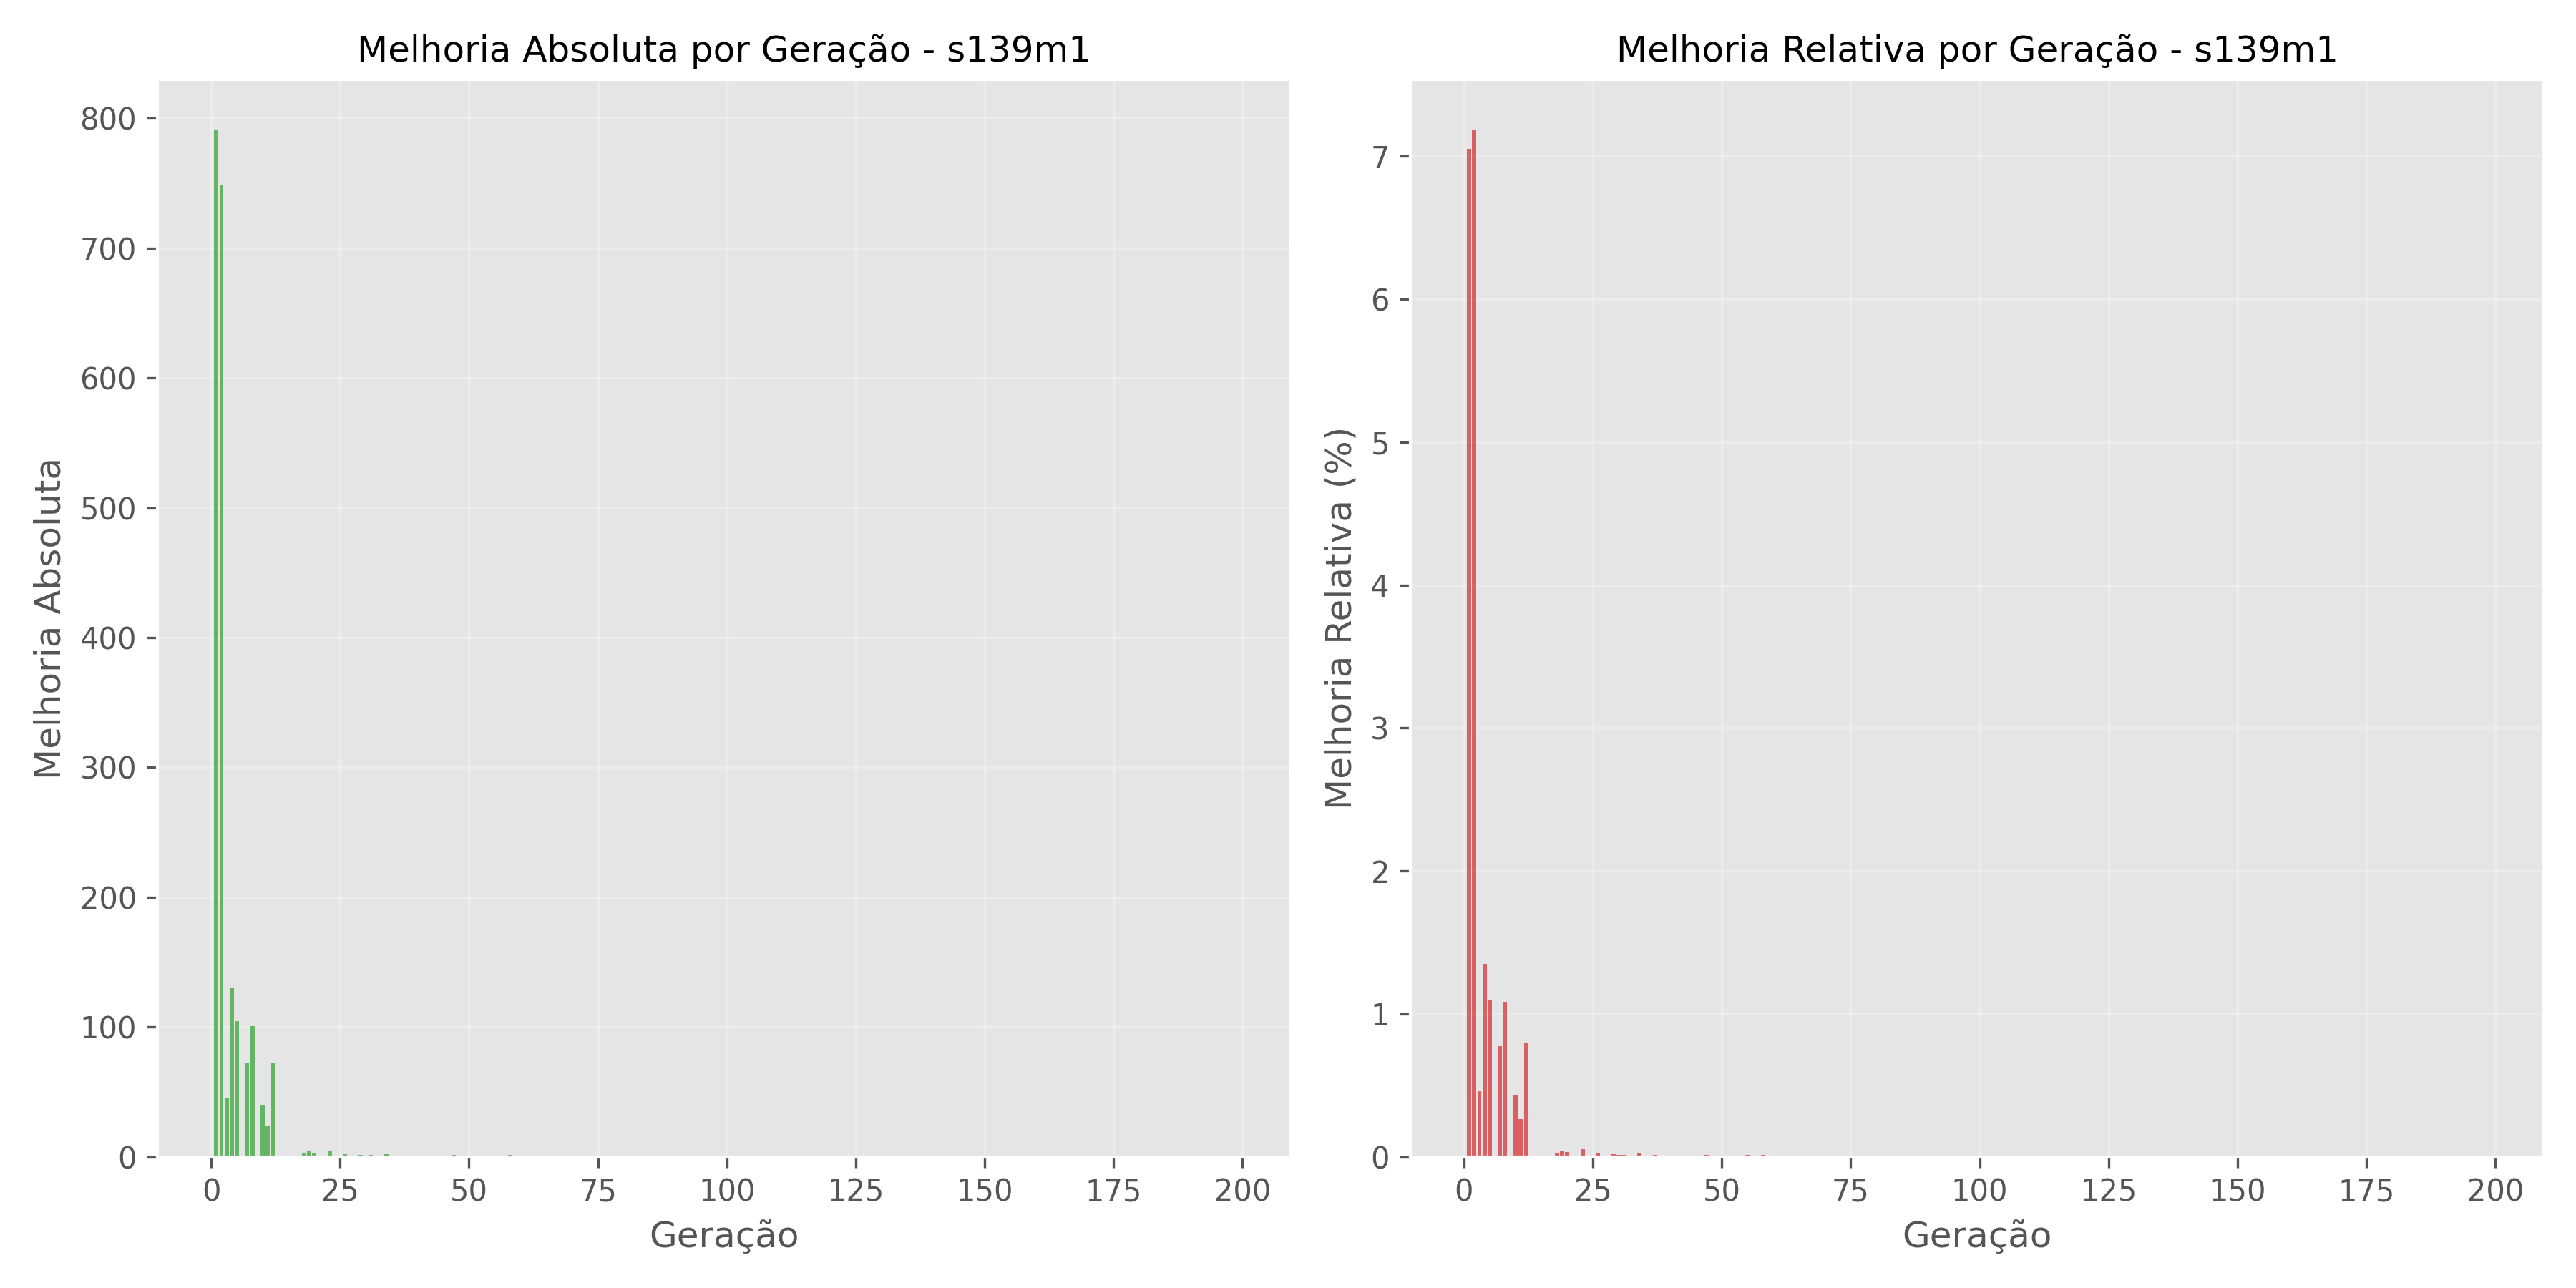 Melhoria Absoluta por Geração - s139m1
Melhoria Absoluta
800
700
600
500
400
300
200
100
0
0 25 50 75 100 125 150 175 200
Geração
Melhoria Relativa por Geração - s139m1
Melhoria Relativa (%)
7
6
5
4
3
2
1
0
0 25 50 75 100 125 150 175 200
Geração